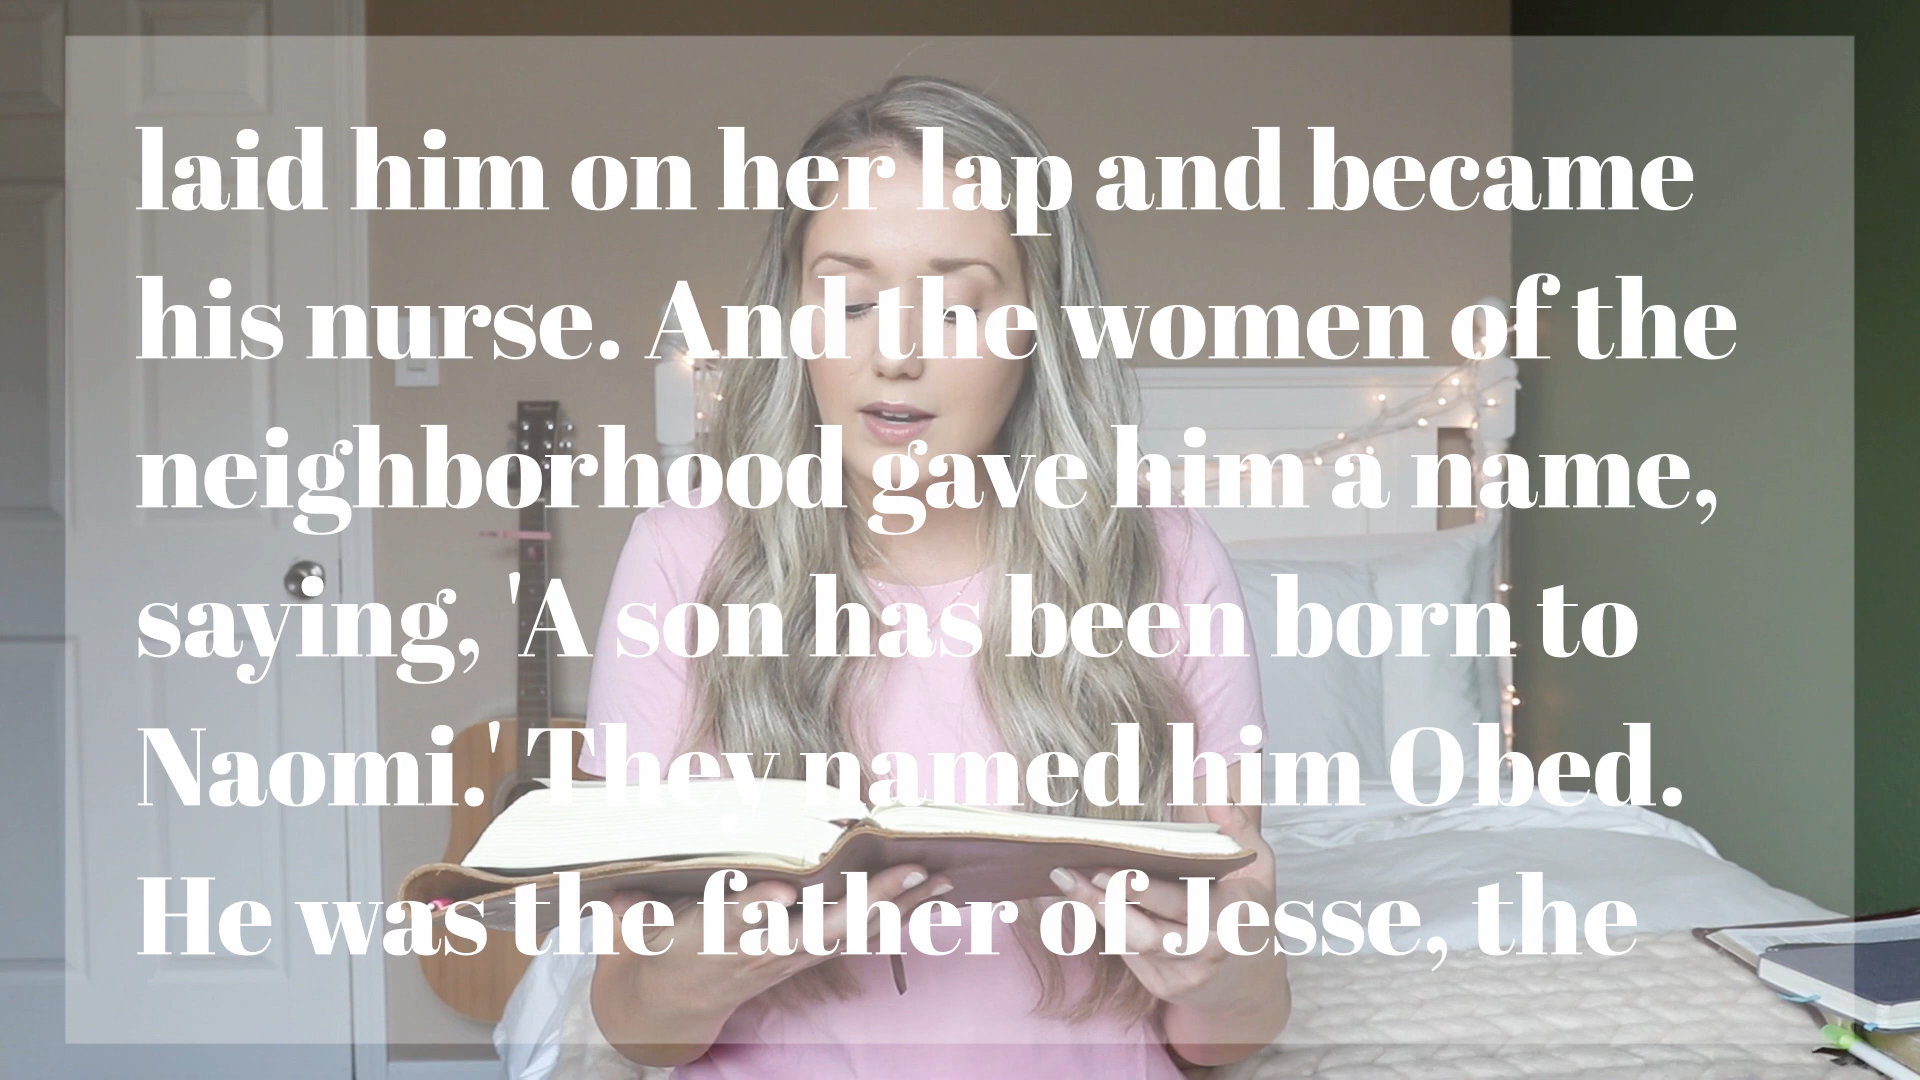 laid him on her lap and became
his nurse. And the women of the
neighborhood gave him a name,
saying, 'A son has been born to
Naomi.' They named him Obed.
He was the father of Jesse, the